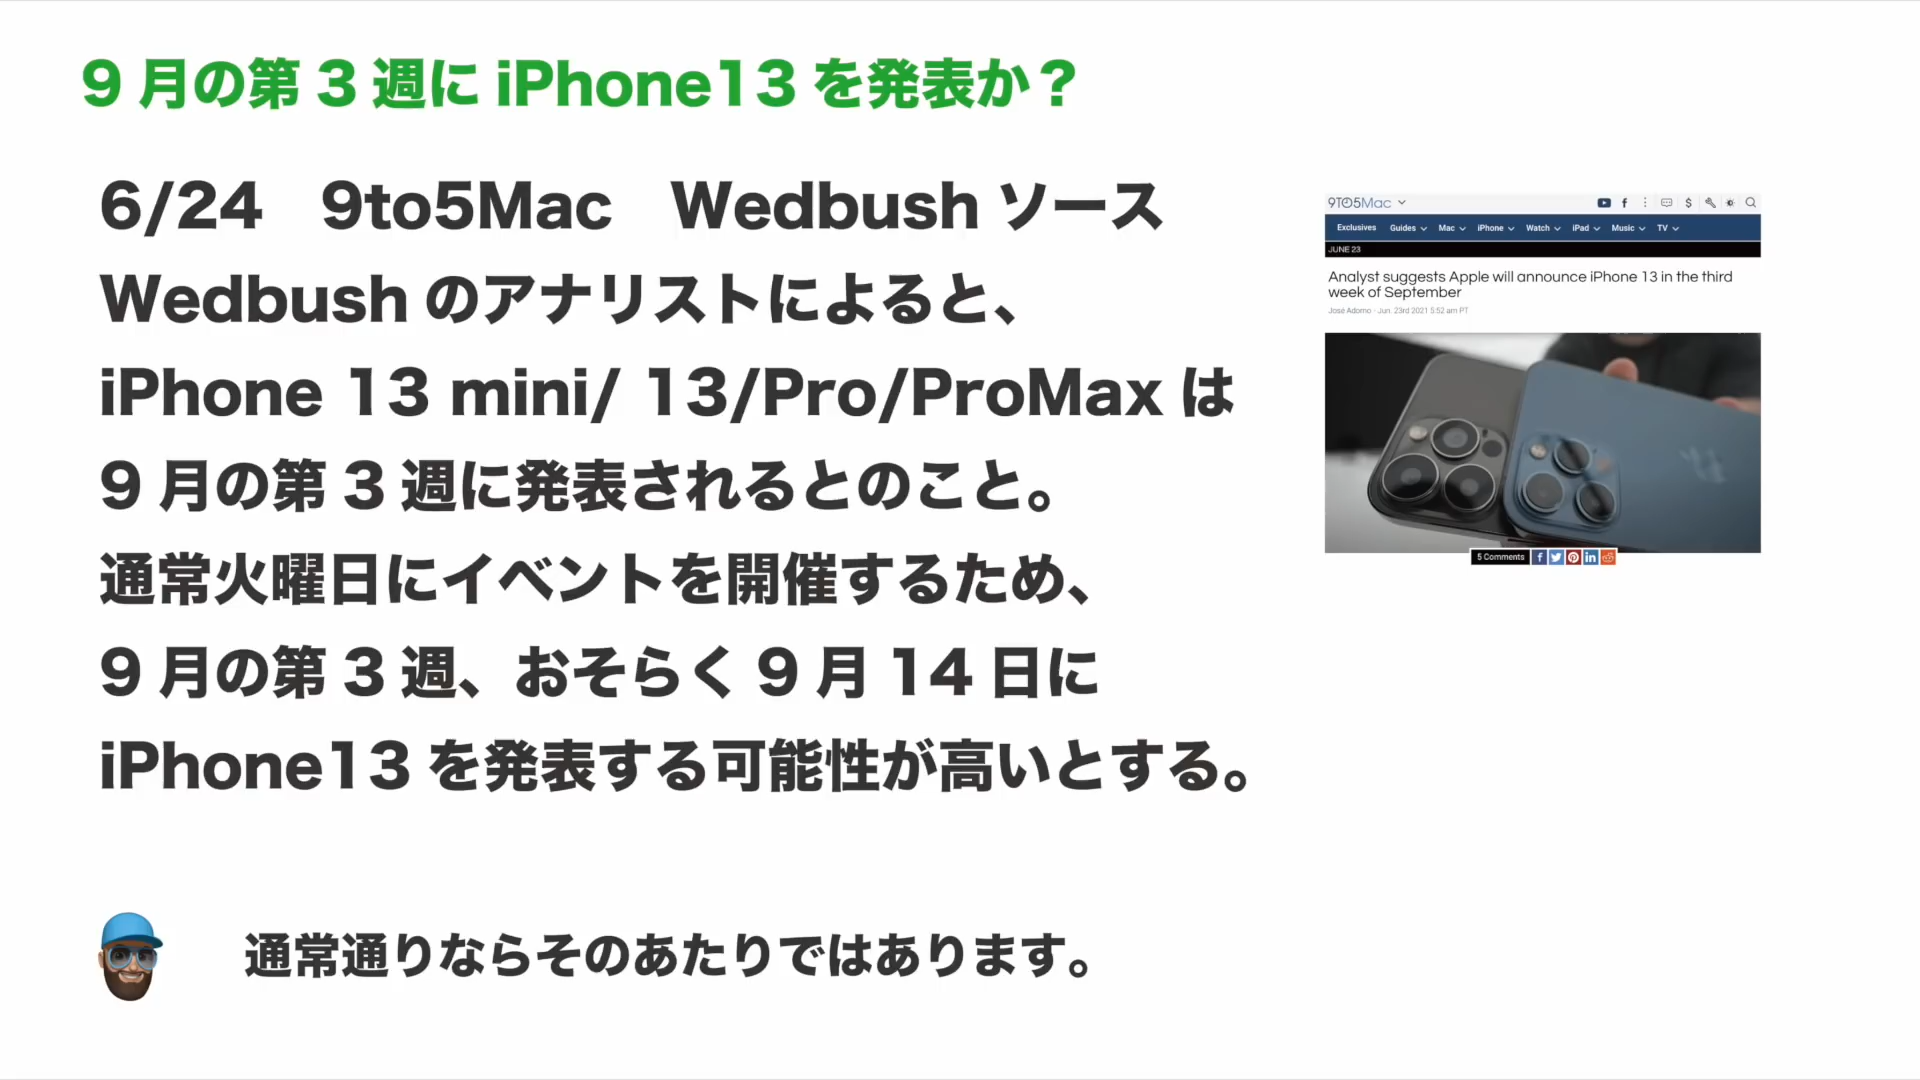 9月の第3週にiPhone13を発表か？
6/24　9to5Mac　Wedbushソース
Wedbushのアナリストによると、
iPhone 13 mini/ 13/Pro/ProMaxは
9月の第3週に発表されるとのこと。
通常火曜日にイベントを開催するため、
9月の第3週、おそらく9月14日に
iPhone13を発表する可能性が高いとする。
通常通りならそのあたりではあります。
9TO5Mac
Exclusives Guides Mac iPhone Watch iPad Music TV
JUNE 23
Analyst suggests Apple will announce iPhone 13 in the third
week of September
José Adorno - Jun. 23rd 2021 5:52 am PT
5 Comments